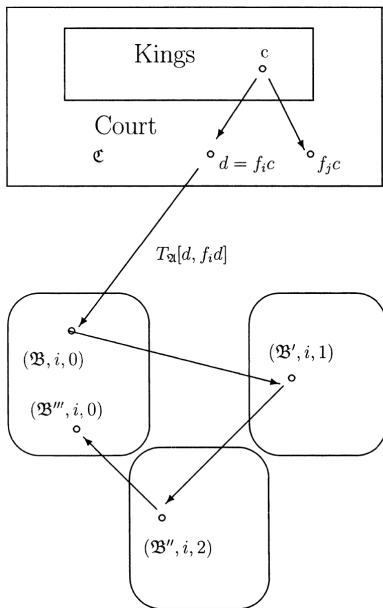 Kings
c
Court
ℭ
d = f_i c
f_j c
T_𝔄[d, f_i d]
(𝔅, i, 0)
(𝔅′, i, 1)
(𝔅‴, i, 0)
(𝔅″, i, 2)